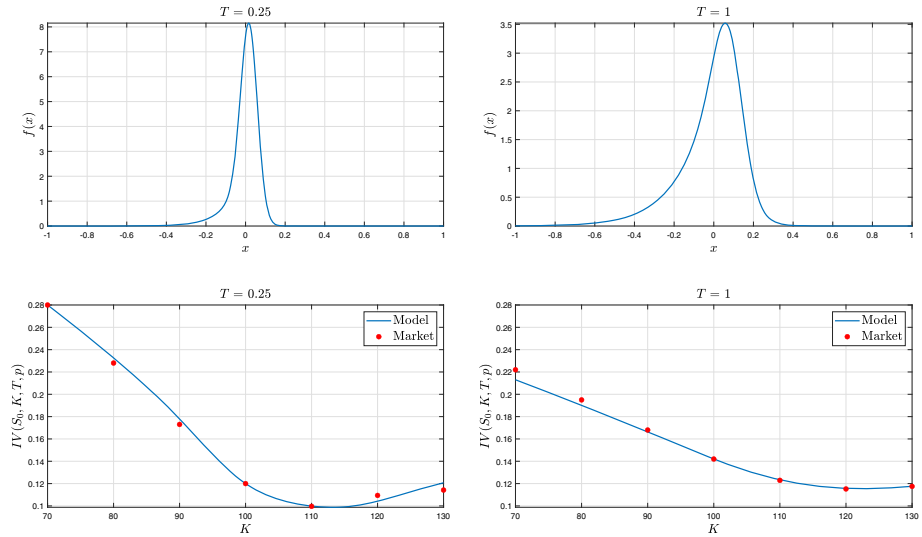 T = 0.25
f(x)
8
7
6
5
4
3
2
1
0
-1 -0.8 -0.6 -0.4 -0.2 0 0.2 0.4 0.6 0.8 1
x
T = 1
f(x)
3.5
3
2.5
2
1.5
1
0.5
0
-1 -0.8 -0.6 -0.4 -0.2 0 0.2 0.4 0.6 0.8 1
x
T = 0.25
IV(S₀, K, T, p)
0.28
0.26
0.24
0.22
0.2
0.18
0.16
0.14
0.12
0.1
70 80 90 100 110 120 130
K
Model
Market
T = 1
IV(S₀, K, T, p)
0.28
0.26
0.24
0.22
0.2
0.18
0.16
0.14
0.12
0.1
70 80 90 100 110 120 130
K
Model
Market